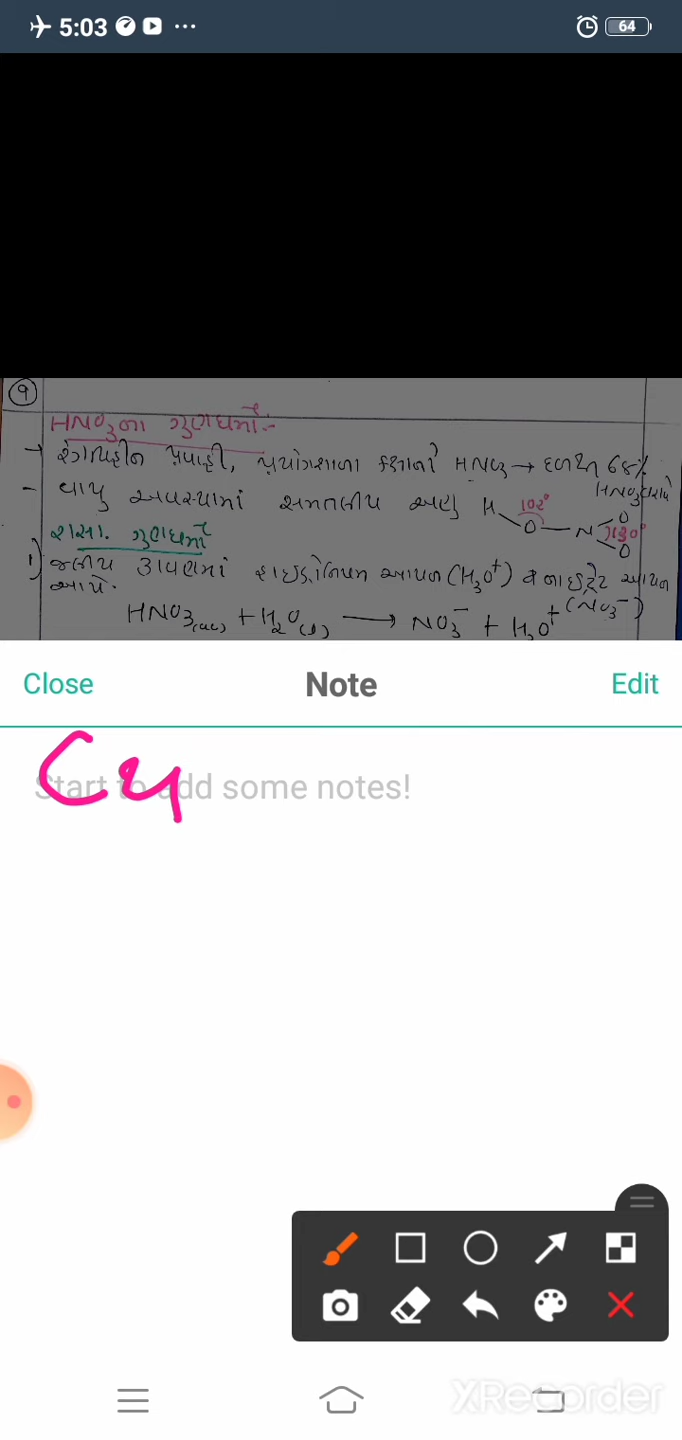 5:03
64
9
HNO3ના ગુણધર્મો:-
→ રંગવિહીન પ્રવાહી, પ્રયોગશાળા કક્ષાનો HNO3 → દળથી 68%
HNO3ધરાવે
- વાયુ અવસ્થામાં સમતલીય અણુ H O 102° N O O 130°
રાસા. ગુણધર્મો
1) જલીય દ્રાવણમાં હાઇડ્રોનિયમ આયન (H3O+) વ નાઇટ્રેટ આયન
આપે. (NO3-)
HNO3(aq) + H2O(l) → NO3- + H3O+
Close Note Edit
Cu
Start to add some notes!
XRecorder